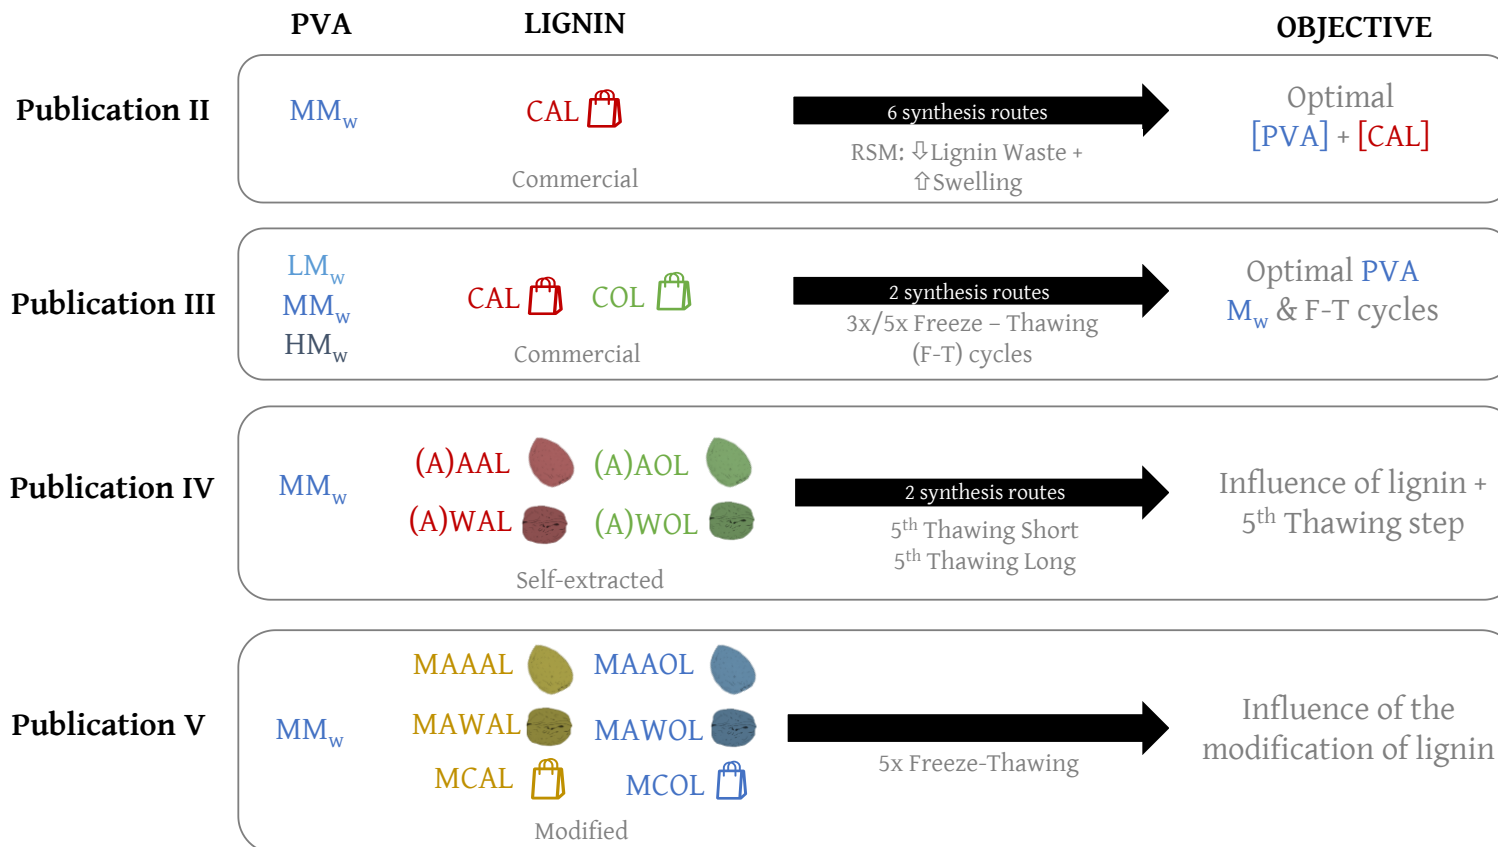 PVA LIGNIN OBJECTIVE
Publication II
MMw
CAL
Commercial
6 synthesis routes
RSM: ⇩Lignin Waste +
⇧Swelling
Optimal
[PVA] + [CAL]
Publication III
LMw
MMw
HMw
CAL COL
Commercial
2 synthesis routes
3x/5x Freeze – Thawing
(F-T) cycles
Optimal PVA
Mw & F-T cycles
Publication IV
MMw
(A)AAL (A)AOL
(A)WAL (A)WOL
Self-extracted
2 synthesis routes
5th Thawing Short
5th Thawing Long
Influence of lignin +
5th Thawing step
Publication V
MMw
MAAAL MAAOL
MAWAL MAWOL
MCAL MCOL
Modified
5x Freeze-Thawing
Influence of the
modification of lignin